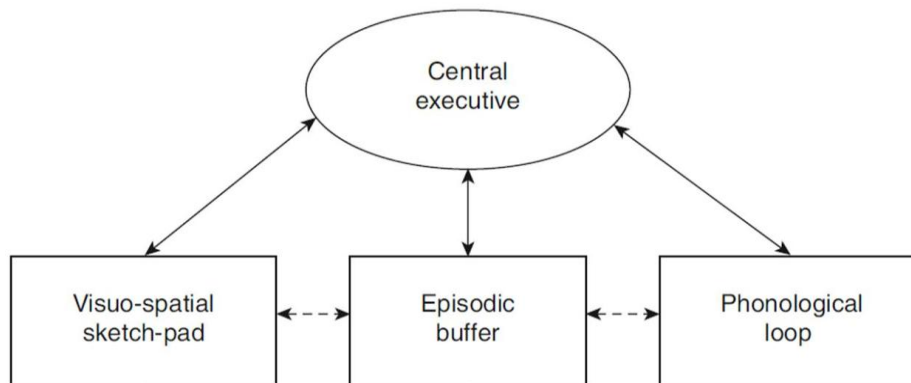 Central
executive
Visuo-spatial
sketch-pad
Episodic
buffer
Phonological
loop